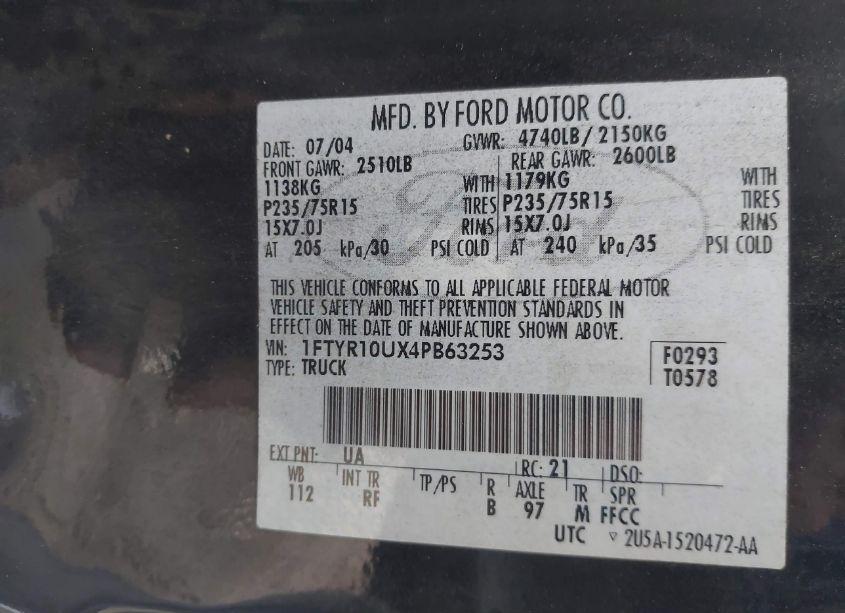 MFD. BY FORD MOTOR CO.
DATE: 07/04 GVWR: 4740LB/ 2150KG
FRONT GAWR: 2510LB REAR GAWR: 2600LB
1138KG WITH 1179KG WITH
P235/75R15 TIRES P235/75R15 TIRES
15X7.0J RIMS 15X7.0J RIMS
AT 205 kPa/30 PSI COLD AT 240 kPa/35 PSI COLD
Ford
THIS VEHICLE CONFORMS TO ALL APPLICABLE FEDERAL MOTOR
VEHICLE SAFETY AND THEFT PREVENTION STANDARDS IN
EFFECT ON THE DATE OF MANUFACTURE SHOWN ABOVE.
VIN: 1FTYR10UX4PB63253 F0293
TYPE: TRUCK T0578
EXT PNT: UA RC: 21 DSO:
WB INT TR TP/PS R AXLE TR SPR
112 RF B 97 M FFCC
UTC ▽ 2U5A-1520472-AA